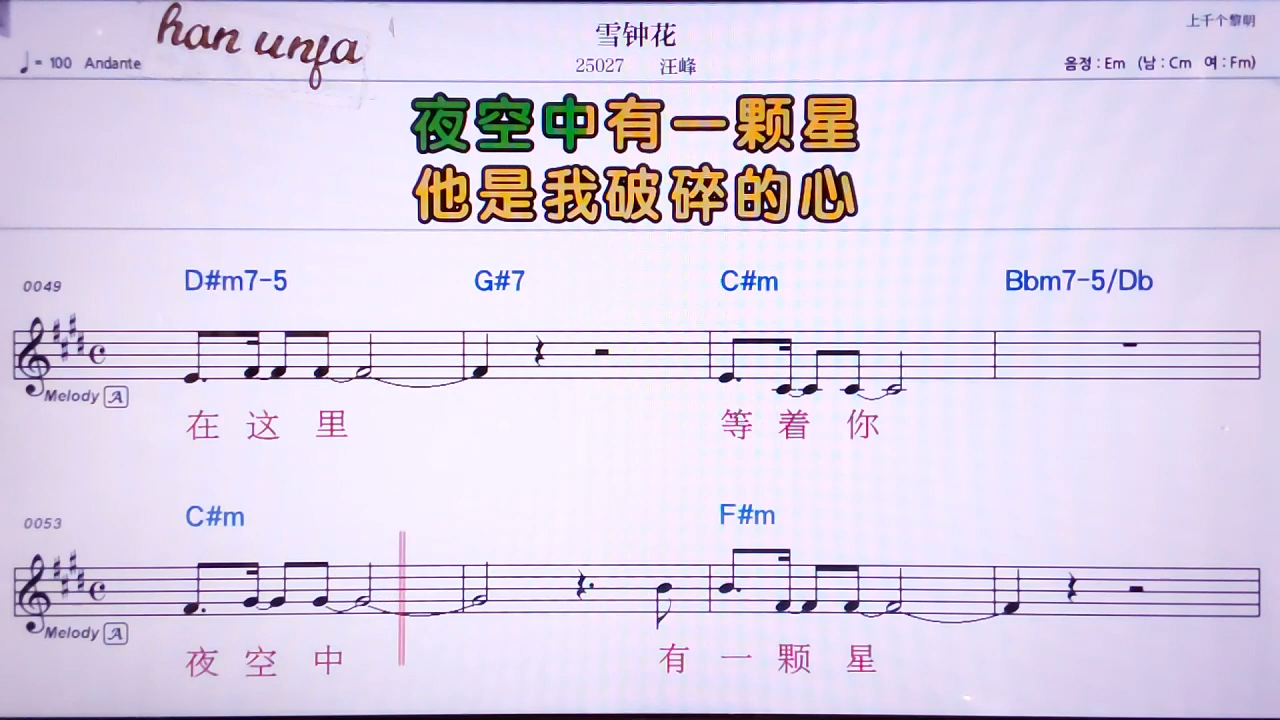 han unfa
雪钟花
上千个黎明
♩= 100 Andante
25027 汪峰
음정 : Em (남 : Cm 여 : Fm)
夜空中有一颗星
他是我破碎的心
0049
D#m7-5 G#7 C#m Bbm7-5/Db
Melody A
在 这 里 等 着 你
0053
C#m F#m
Melody A
夜 空 中 有 一 颗 星